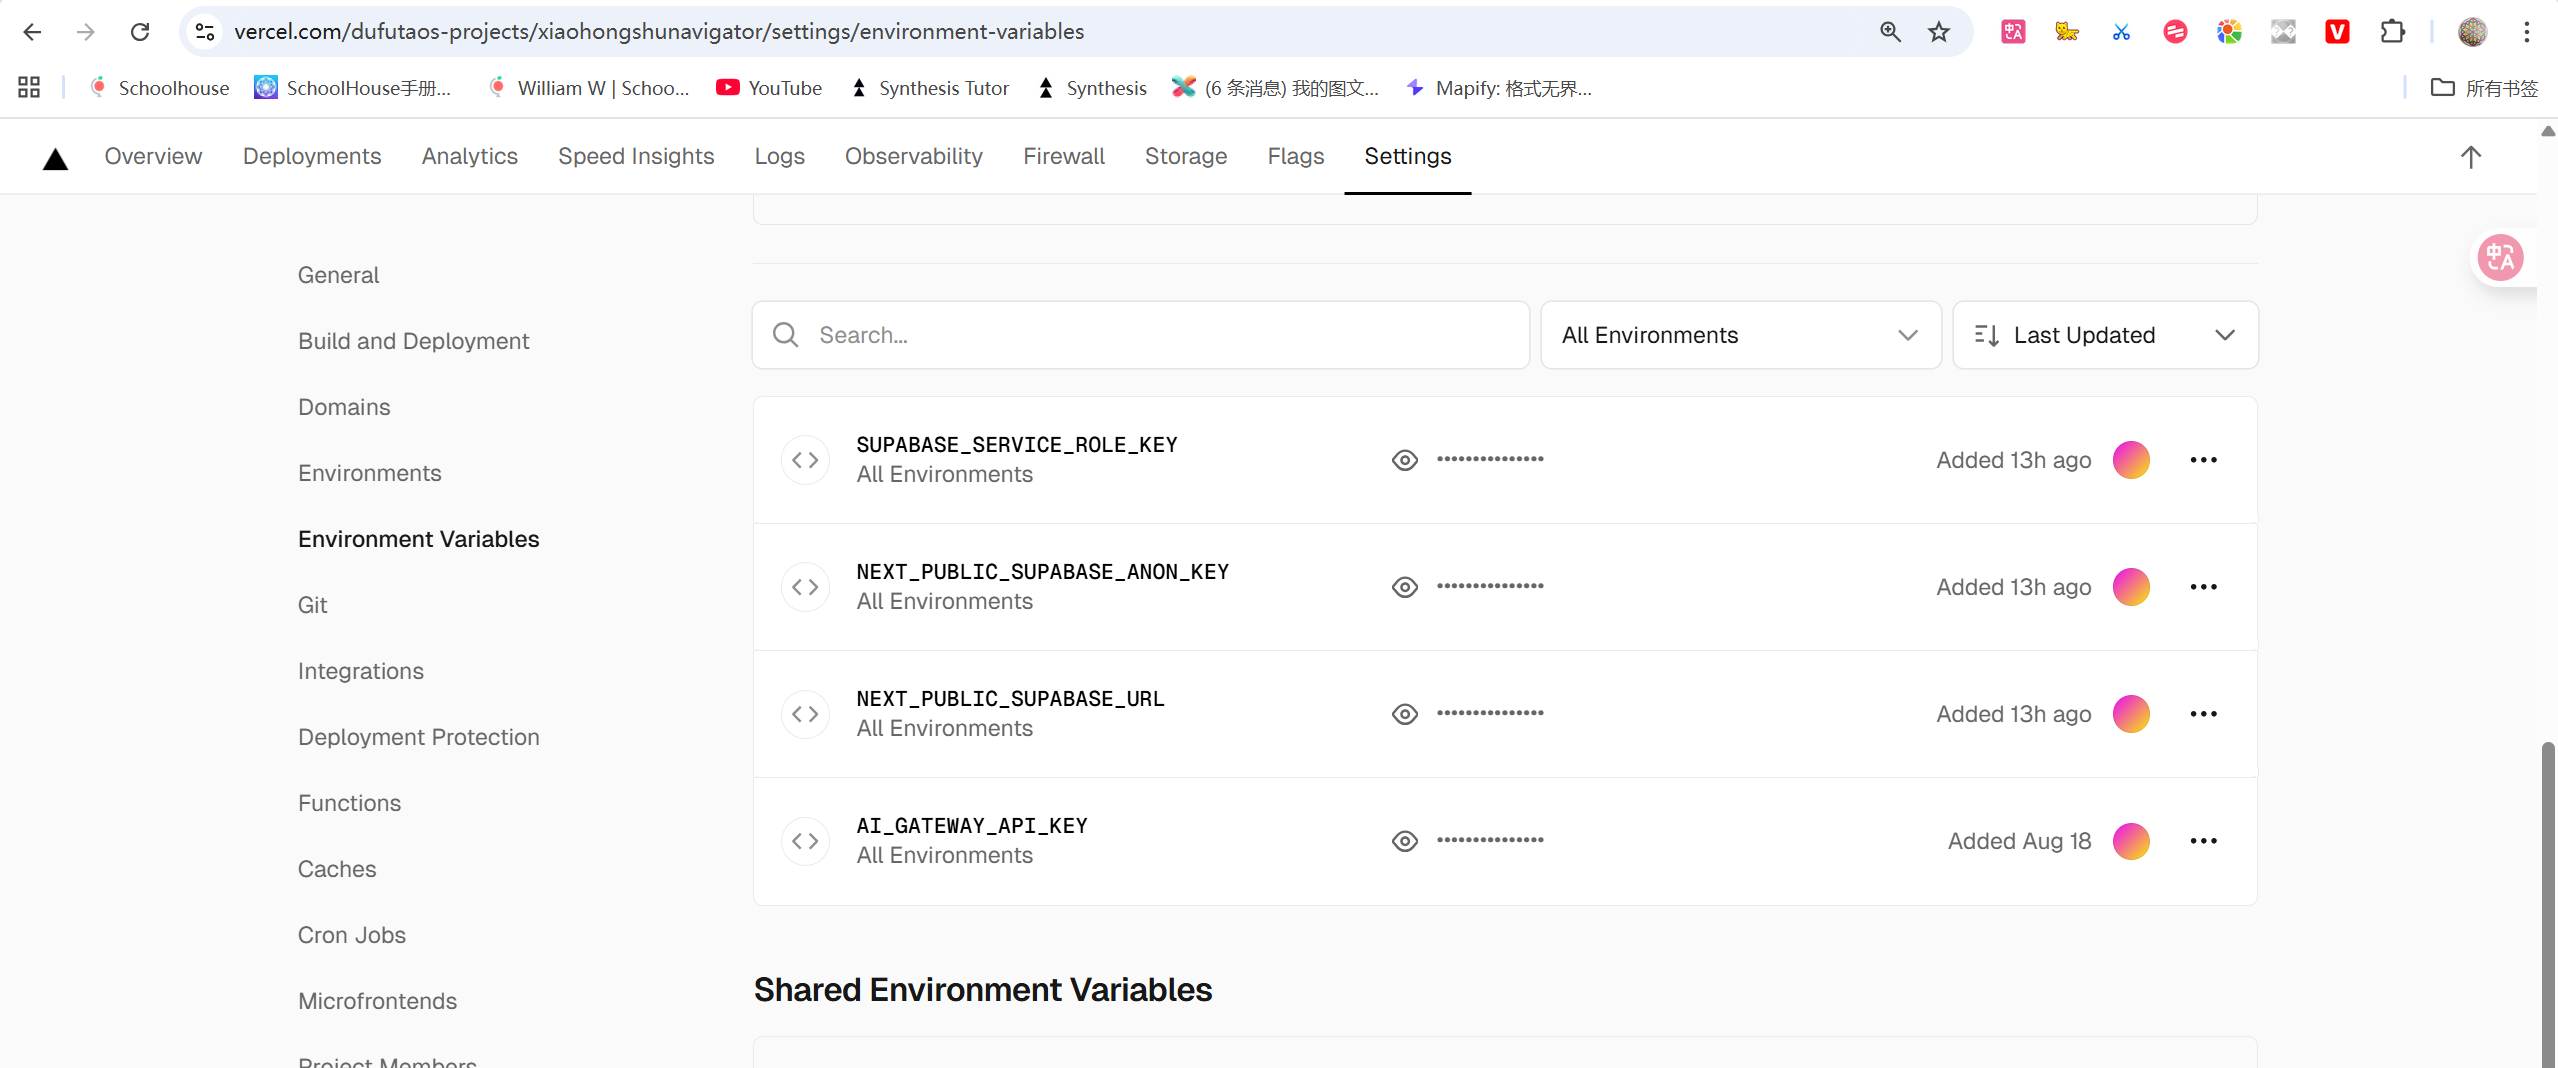 vercel.com/dufutaos-projects/xiaohongshunavigator/settings/environment-variables
Schoolhouse
SchoolHouse手册...
William W | Schoo...
YouTube
Synthesis Tutor
Synthesis
(6 条消息) 我的图文...
Mapify: 格式无界...
所有书签
Overview
Deployments
Analytics
Speed Insights
Logs
Observability
Firewall
Storage
Flags
Settings
General
Build and Deployment
Domains
Environments
Environment Variables
Git
Integrations
Deployment Protection
Functions
Caches
Cron Jobs
Microfrontends
Project Members
Search...
All Environments
Last Updated
SUPABASE_SERVICE_ROLE_KEY
All Environments
••••••••••••••••
Added 13h ago
NEXT_PUBLIC_SUPABASE_ANON_KEY
All Environments
••••••••••••••••
Added 13h ago
NEXT_PUBLIC_SUPABASE_URL
All Environments
••••••••••••••••
Added 13h ago
AI_GATEWAY_API_KEY
All Environments
••••••••••••••••
Added Aug 18
Shared Environment Variables